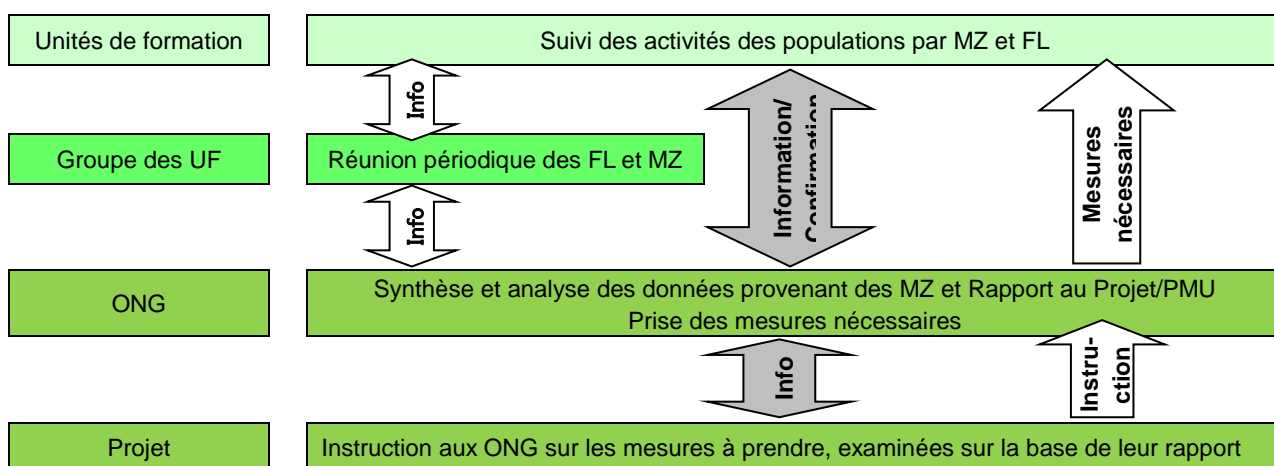 Unités de formation
Suivi des activités des populations par MZ et FL
Info
Information/
Confirmation
Mesures
nécessaires
Groupe des UF
Réunion périodique des FL et MZ
Info
ONG
Synthèse et analyse des données provenant des MZ et Rapport au Projet/PMU
Prise des mesures nécessaires
Info
Instru-
ction
Projet
Instruction aux ONG sur les mesures à prendre, examinées sur la base de leur rapport